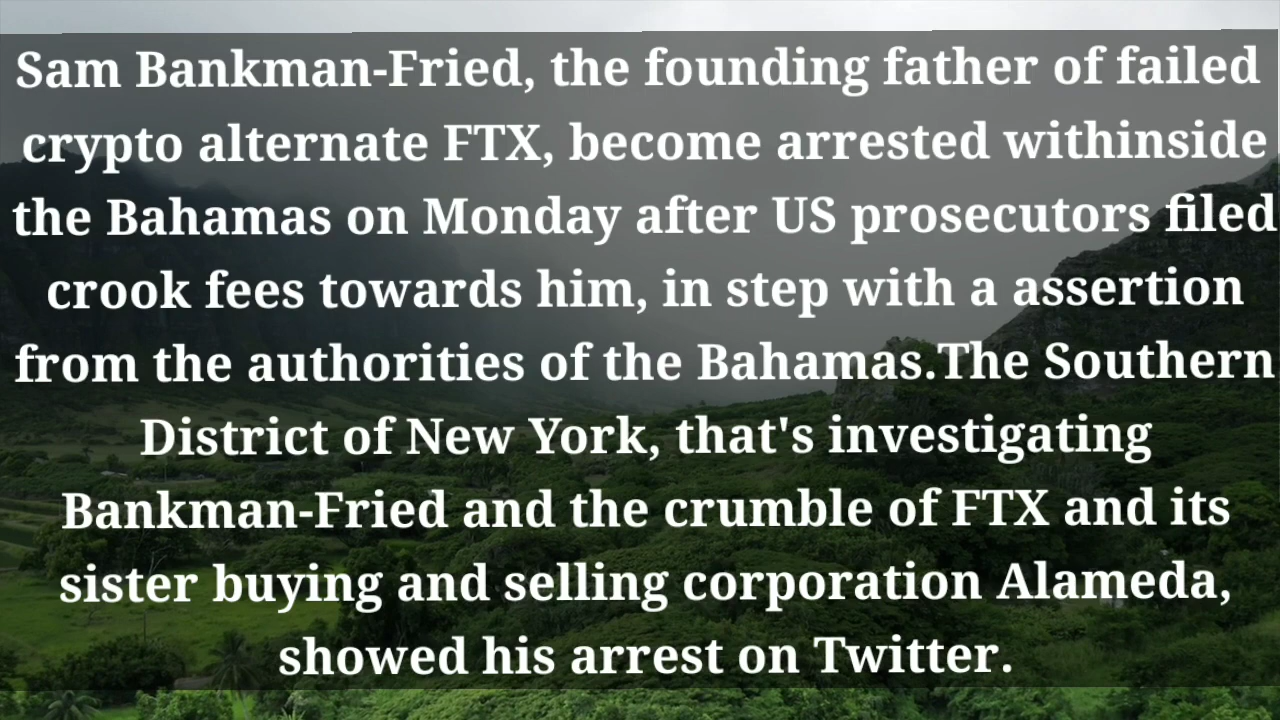 Sam Bankman-Fried, the founding father of failed
crypto alternate FTX, become arrested withinside
the Bahamas on Monday after US prosecutors filed
crook fees towards him, in step with a assertion
from the authorities of the Bahamas.The Southern
District of New York, that's investigating
Bankman-Fried and the crumble of FTX and its
sister buying and selling corporation Alameda,
showed his arrest on Twitter.